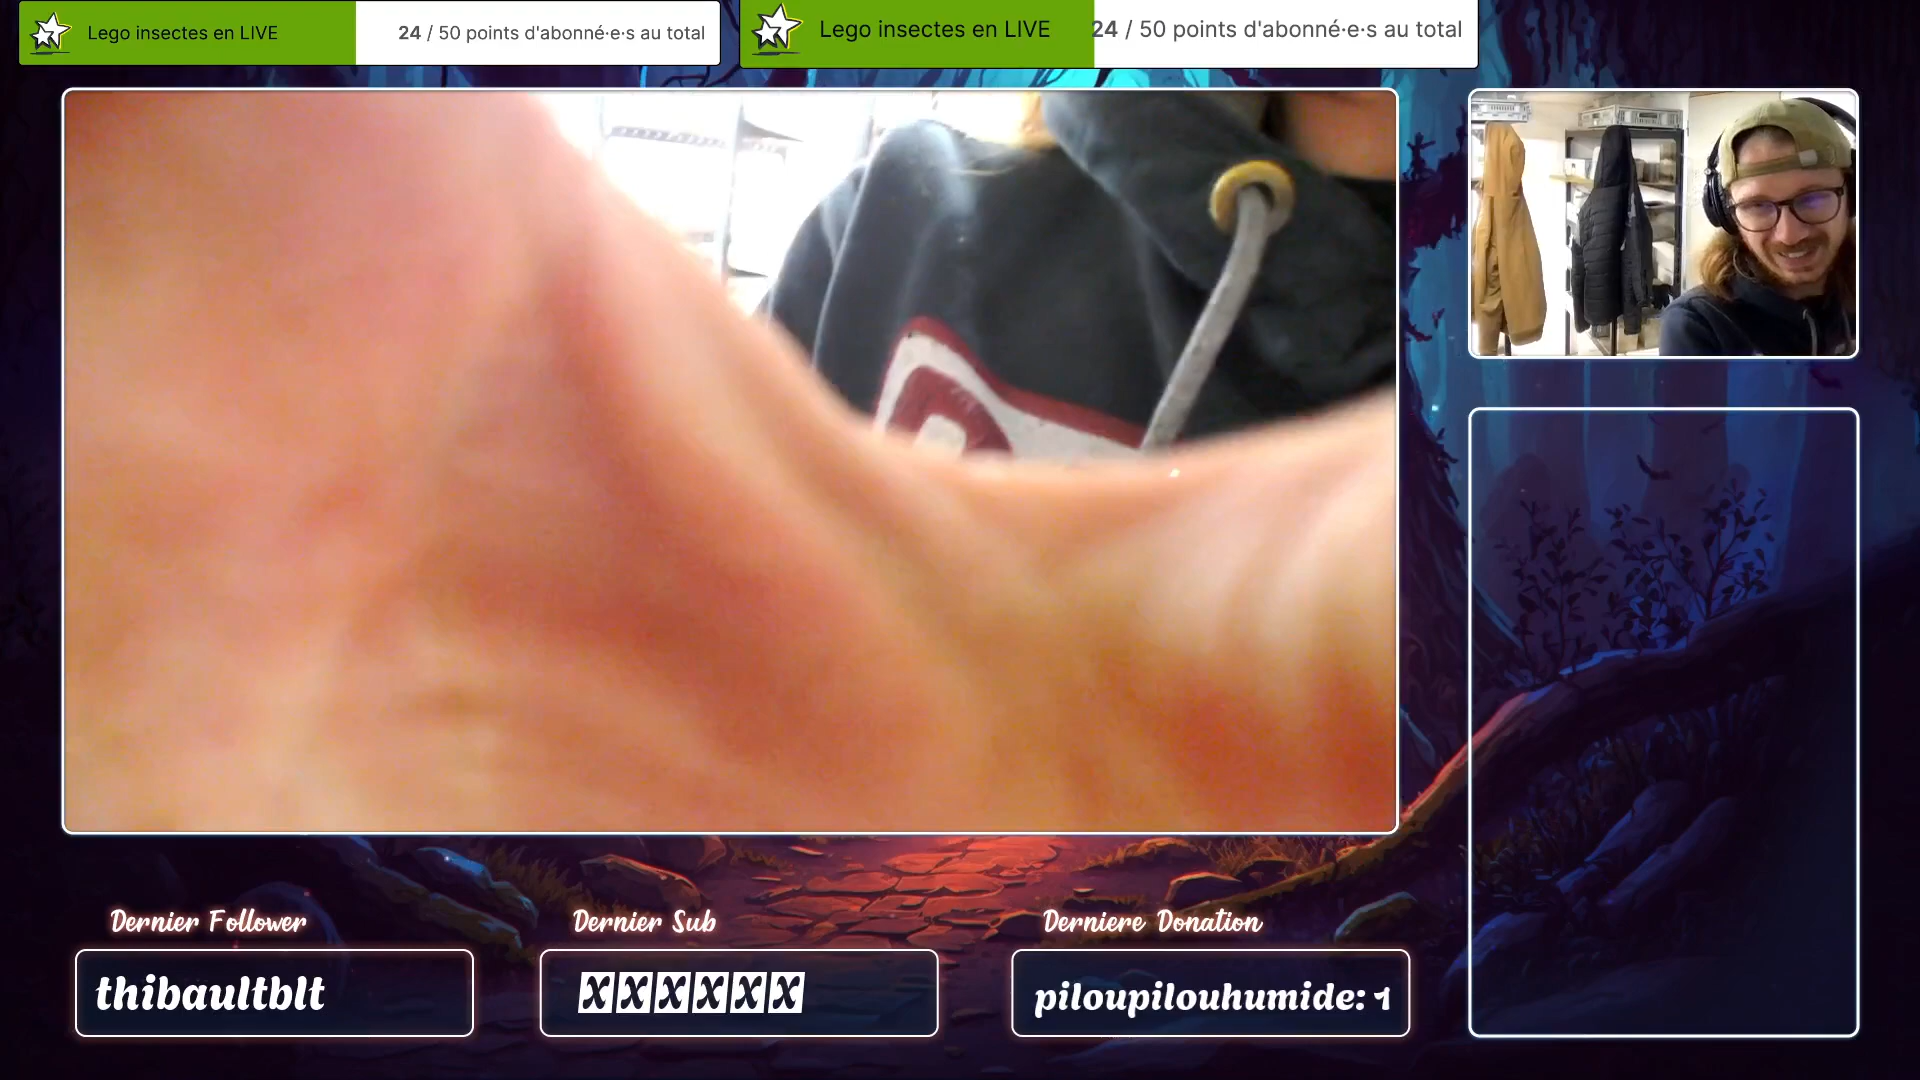 Lego insectes en LIVE
24 / 50 points d'abonné·e·s au total
Lego insectes en LIVE
24 / 50 points d'abonné·e·s au total
Dernier Follower
Dernier Sub
Derniere Donation
thibaultblt
piloupilouhumide: 1